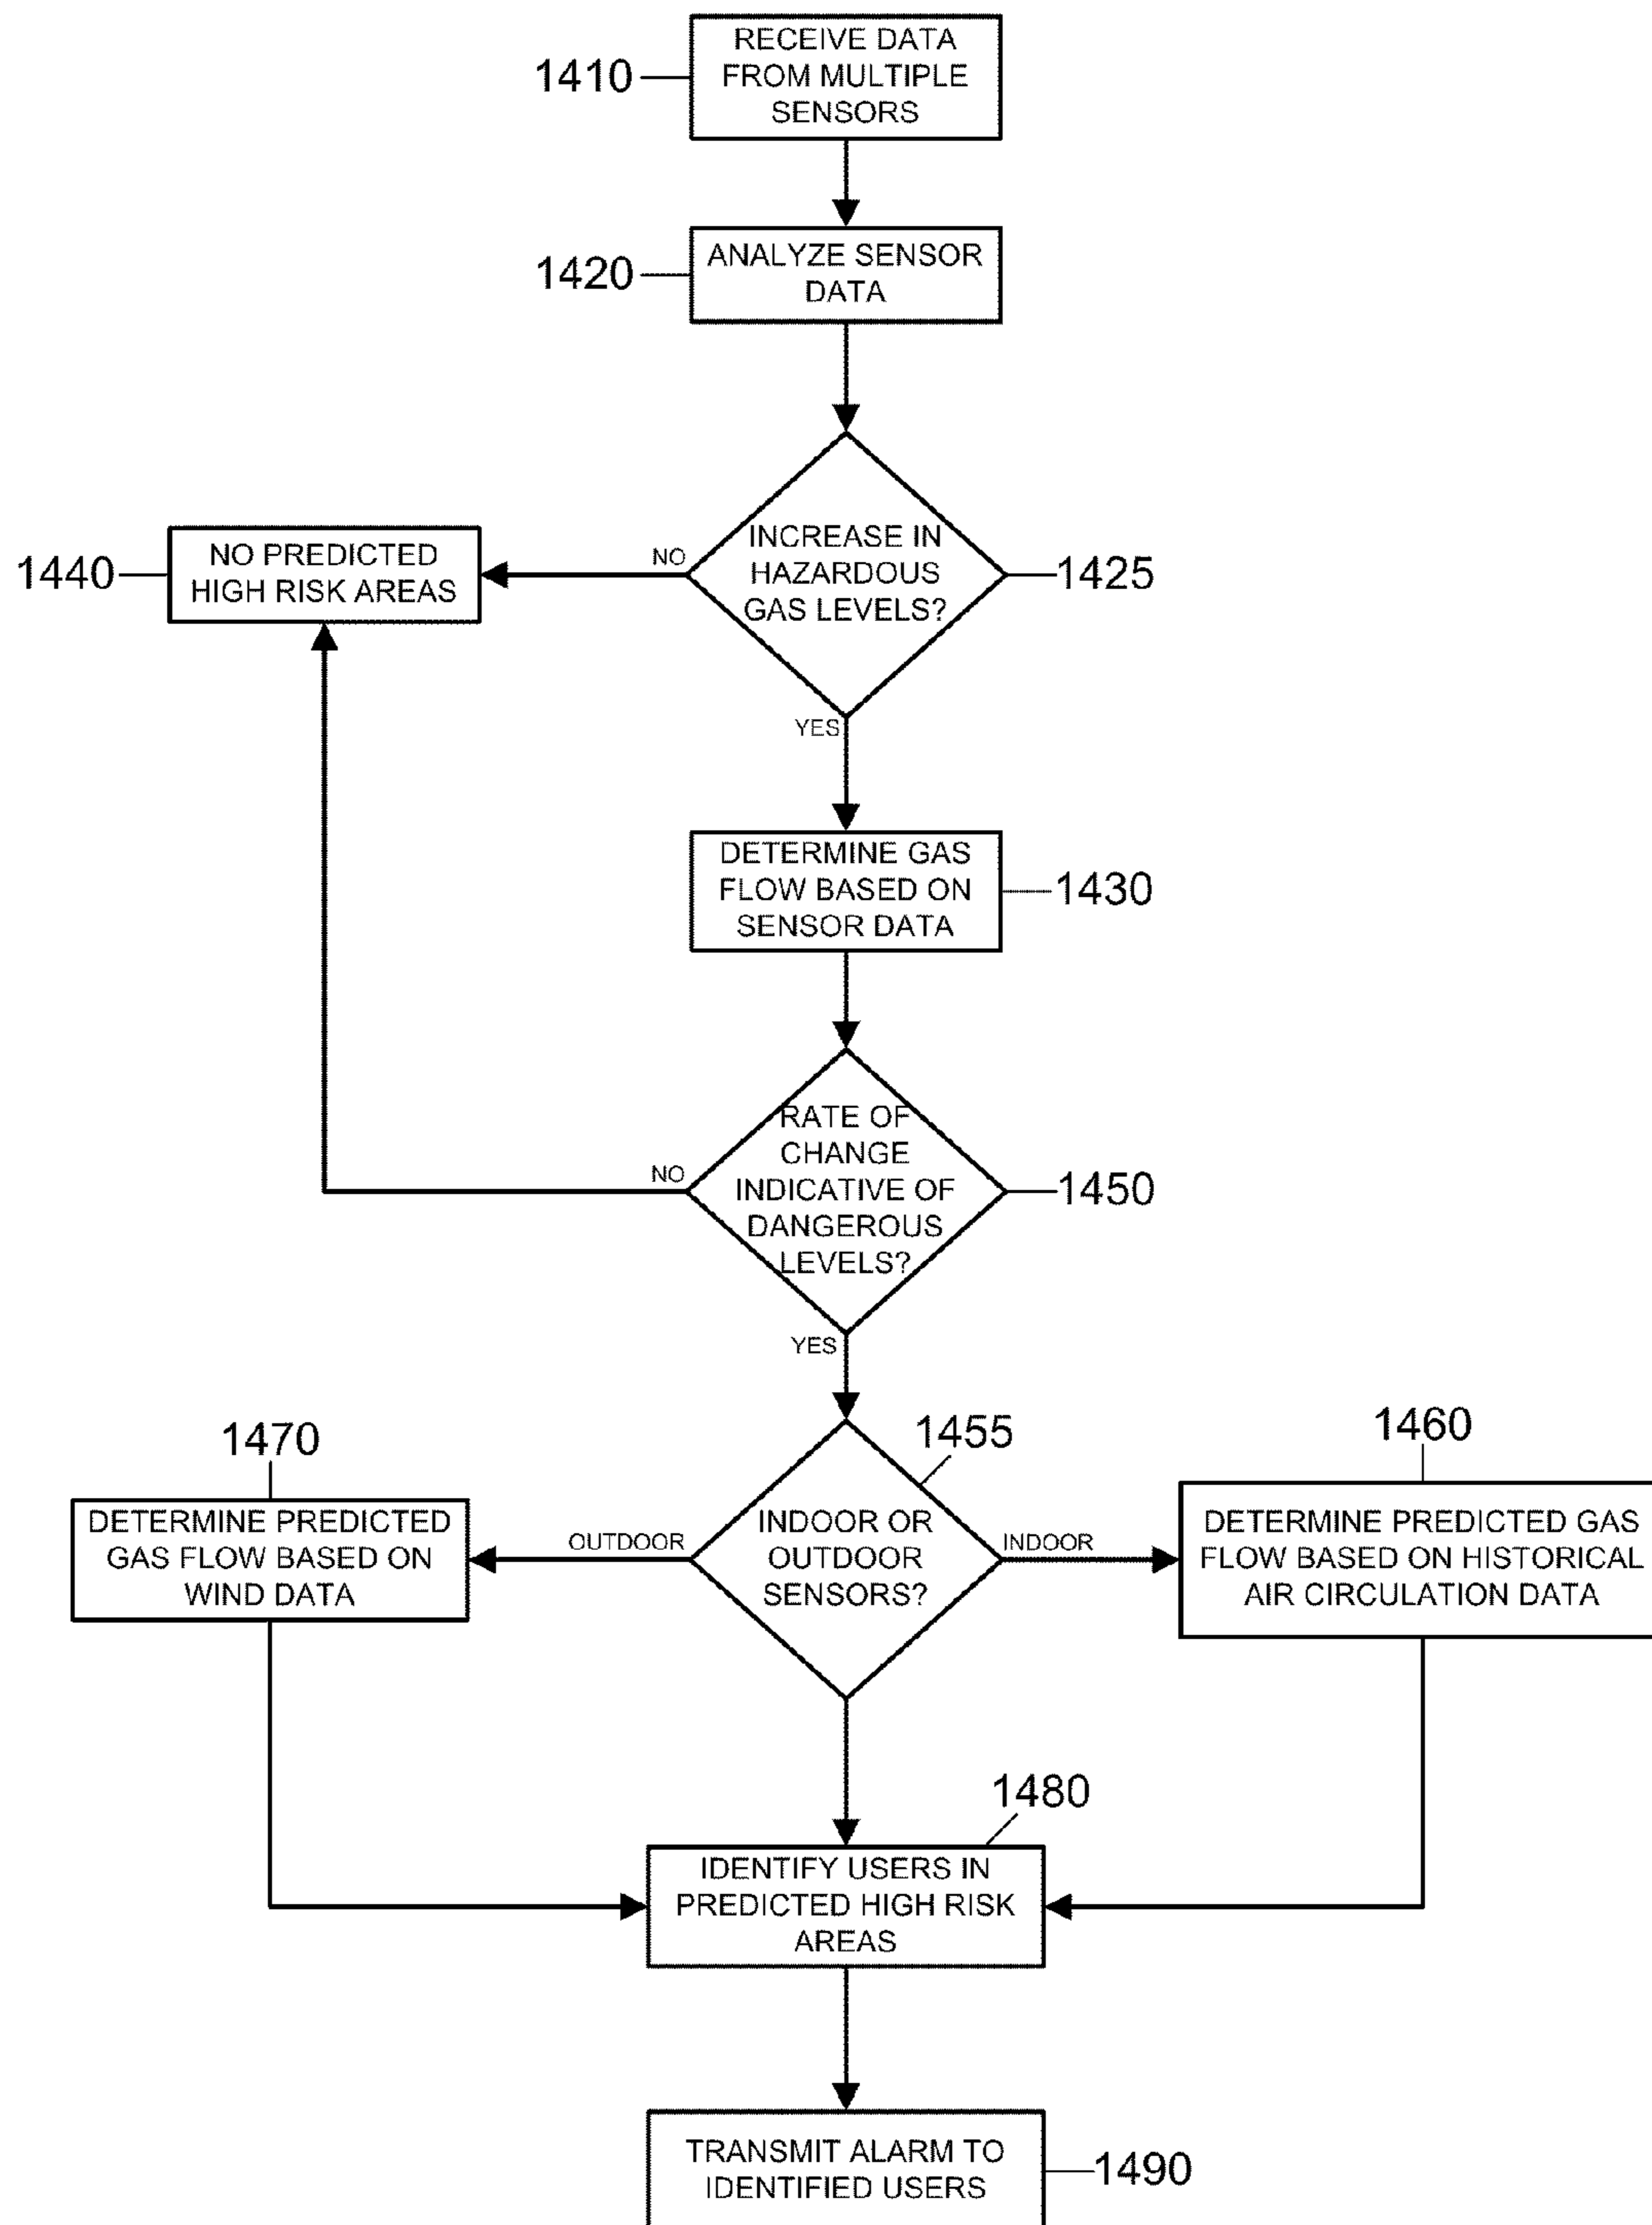 RECEIVE DATA
FROM MULTIPLE
SENSORS
1410
ANALYZE SENSOR
DATA
1420
INCREASE IN
HAZARDOUS
GAS LEVELS?
1425
NO
NO PREDICTED
HIGH RISK AREAS
1440
YES
DETERMINE GAS
FLOW BASED ON
SENSOR DATA
1430
RATE OF
CHANGE
INDICATIVE OF
DANGEROUS
LEVELS?
1450
NO
YES
1455
INDOOR OR
OUTDOOR
SENSORS?
OUTDOOR
INDOOR
1470
DETERMINE PREDICTED
GAS FLOW BASED ON
WIND DATA
1460
DETERMINE PREDICTED GAS
FLOW BASED ON HISTORICAL
AIR CIRCULATION DATA
1480
IDENTIFY USERS IN
PREDICTED HIGH RISK
AREAS
TRANSMIT ALARM TO
IDENTIFIED USERS
1490